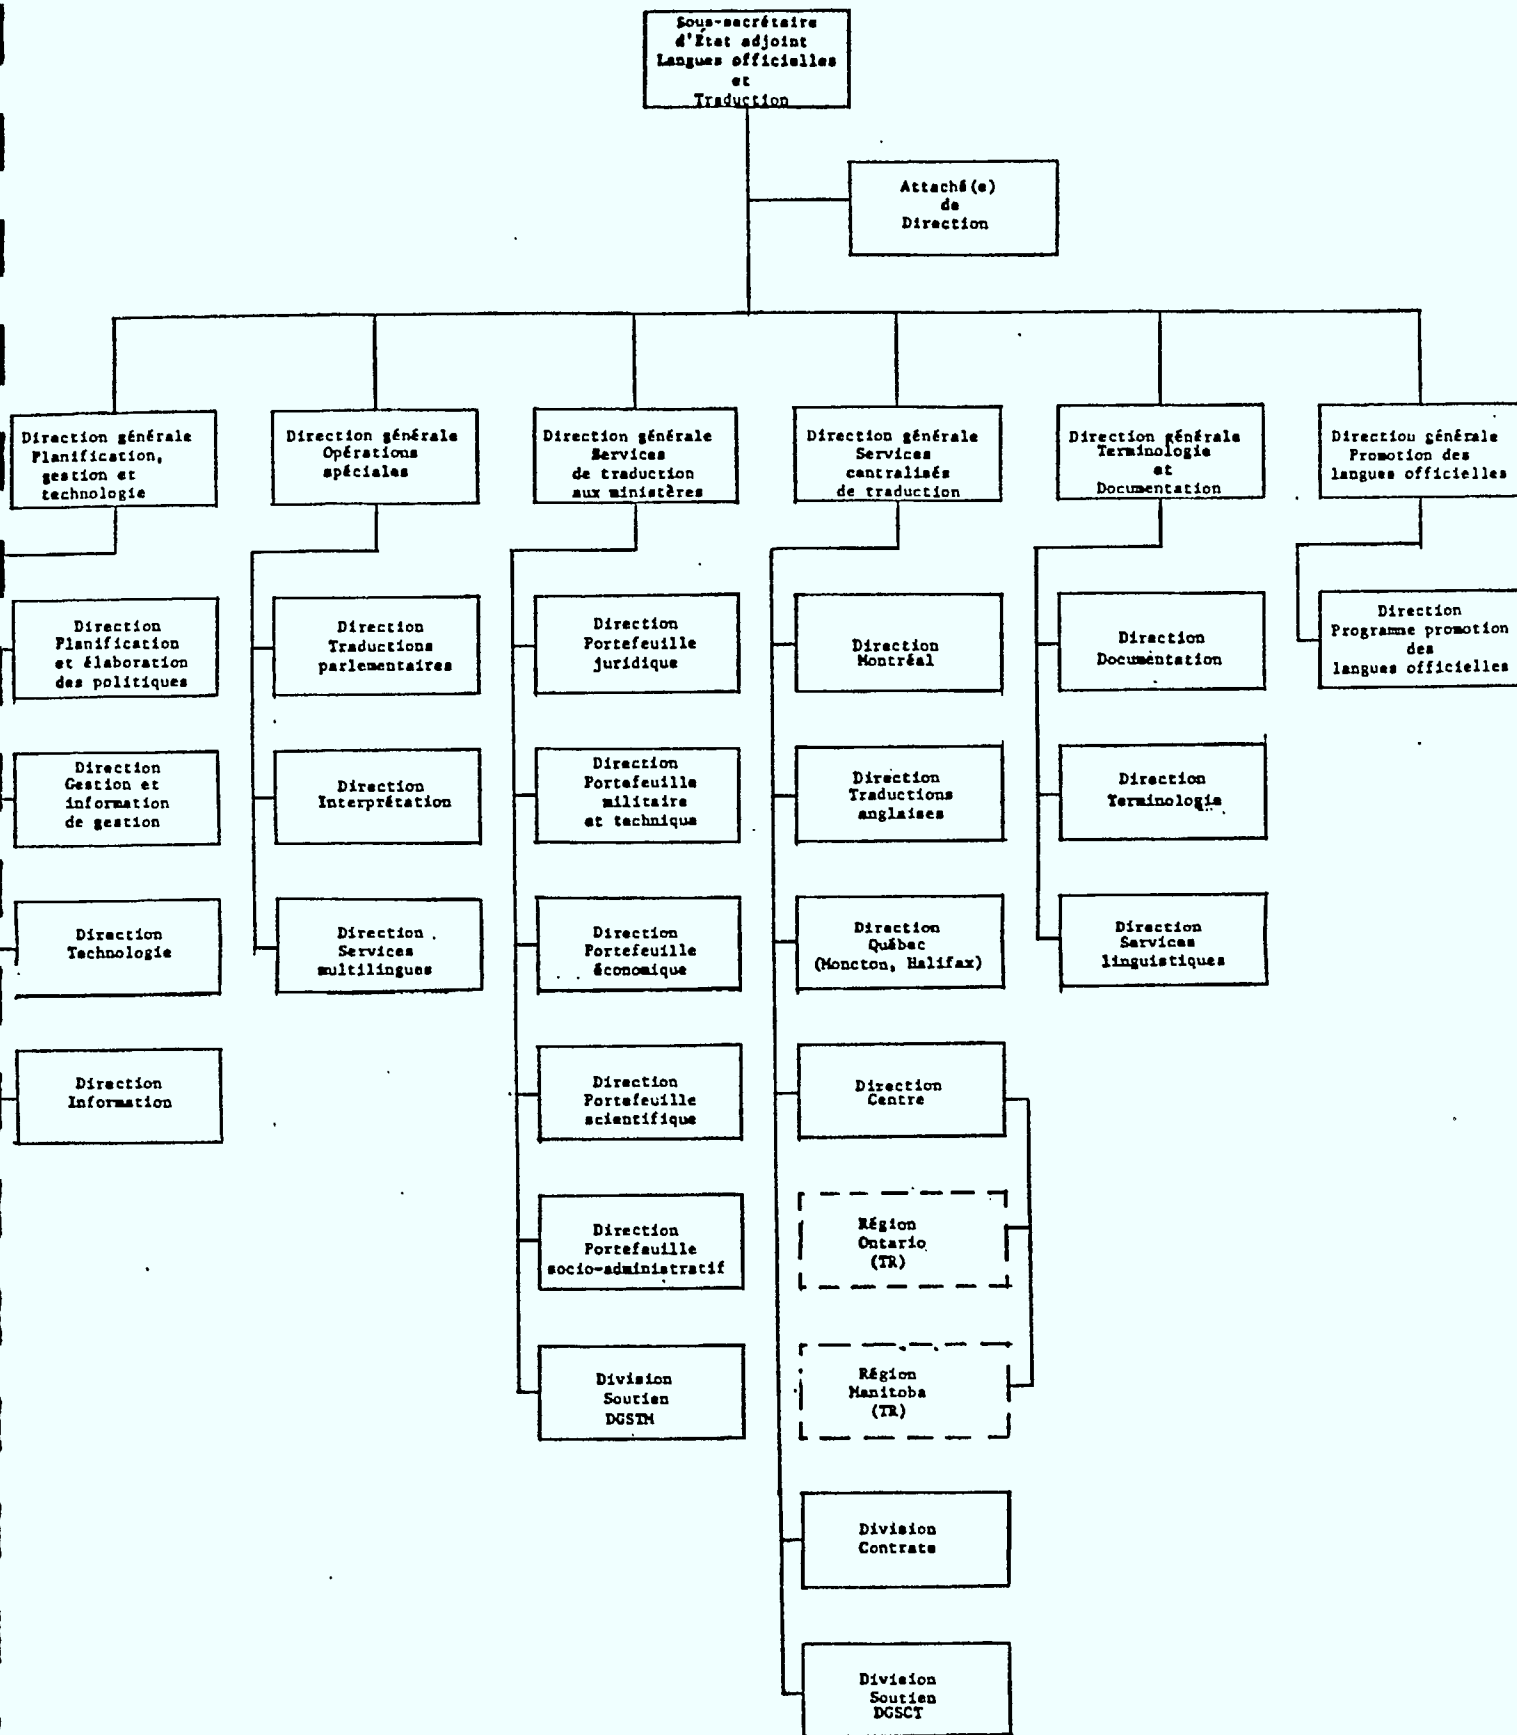 Sous-secrétaire
d'État adjoint
Langues officielles
et
Traduction
Attaché(e)
de
Direction
Direction générale
Planification,
gestion et
technologie
Direction générale
Opérations
spéciales
Direction générale
Services
de traduction
aux ministères
Direction générale
Services
centralisés
de traduction
Direction générale
Terminologie
et
Documentation
Direction générale
Promotion des
langues officielles
Direction
Planification
et élaboration
des politiques
Direction
Traductions
parlementaires
Direction
Portefeuille
juridique
Direction
Montréal
Direction
Documentation
Direction
Programme promotion
des
langues officielles
Direction
Gestion et
information
de gestion
Direction
Interprétation
Direction
Portefeuille
militaire
et technique
Direction
Traductions
anglaises
Direction
Terminologie
Direction
Technologie
Direction
Services
multilingues
Direction
Portefeuille
économique
Direction
Québec
(Moncton, Halifax)
Direction
Services
linguistiques
Direction
Information
Direction
Portefeuille
scientifique
Direction
Centre
Direction
Portefeuille
socio-administratif
Région
Ontario
(TR)
Division
Soutien
DGSTM
Région
Manitoba
(TR)
Division
Contrats
Division
Soutien
DGSCT